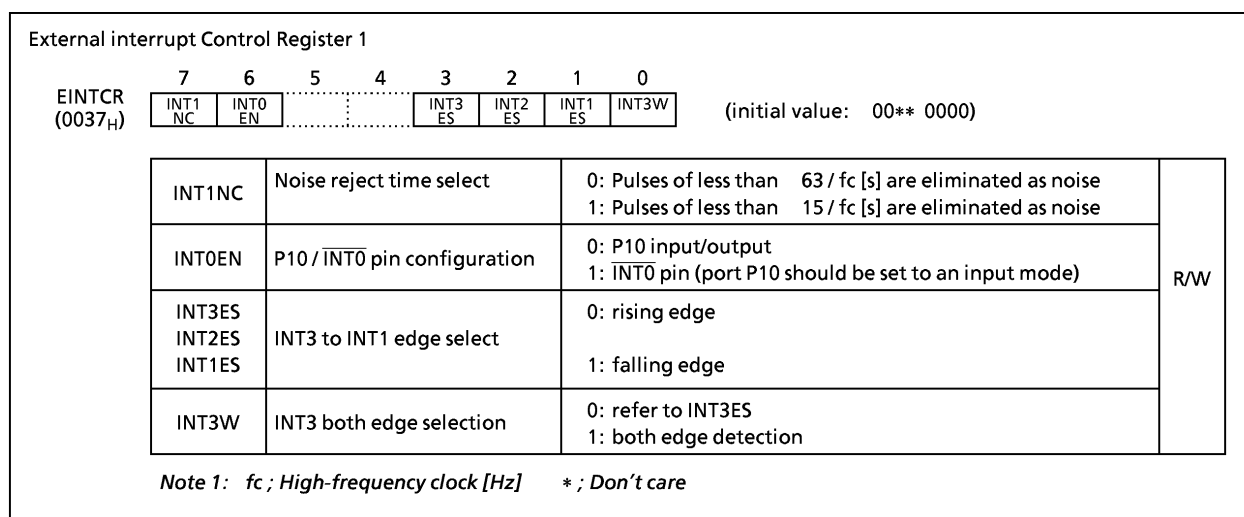 External interrupt Control Register 1
7 6 5 4 3 2 1 0
EINTCR
(0037H)
INT1 NC INT0 EN INT3 ES INT2 ES INT1 ES INT3W
(initial value: 00** 0000)
INT1NC Noise reject time select 0: Pulses of less than 63 / fc [s] are eliminated as noise
1: Pulses of less than 15 / fc [s] are eliminated as noise
INT0EN P10 / I̅N̅T̅0̅ pin configuration 0: P10 input/output
1: I̅N̅T̅0̅ pin (port P10 should be set to an input mode)
R/W
INT3ES 0: rising edge
INT2ES INT3 to INT1 edge select
INT1ES 1: falling edge
INT3W INT3 both edge selection 0: refer to INT3ES
1: both edge detection
Note 1: fc ; High-frequency clock [Hz] * ; Don't care